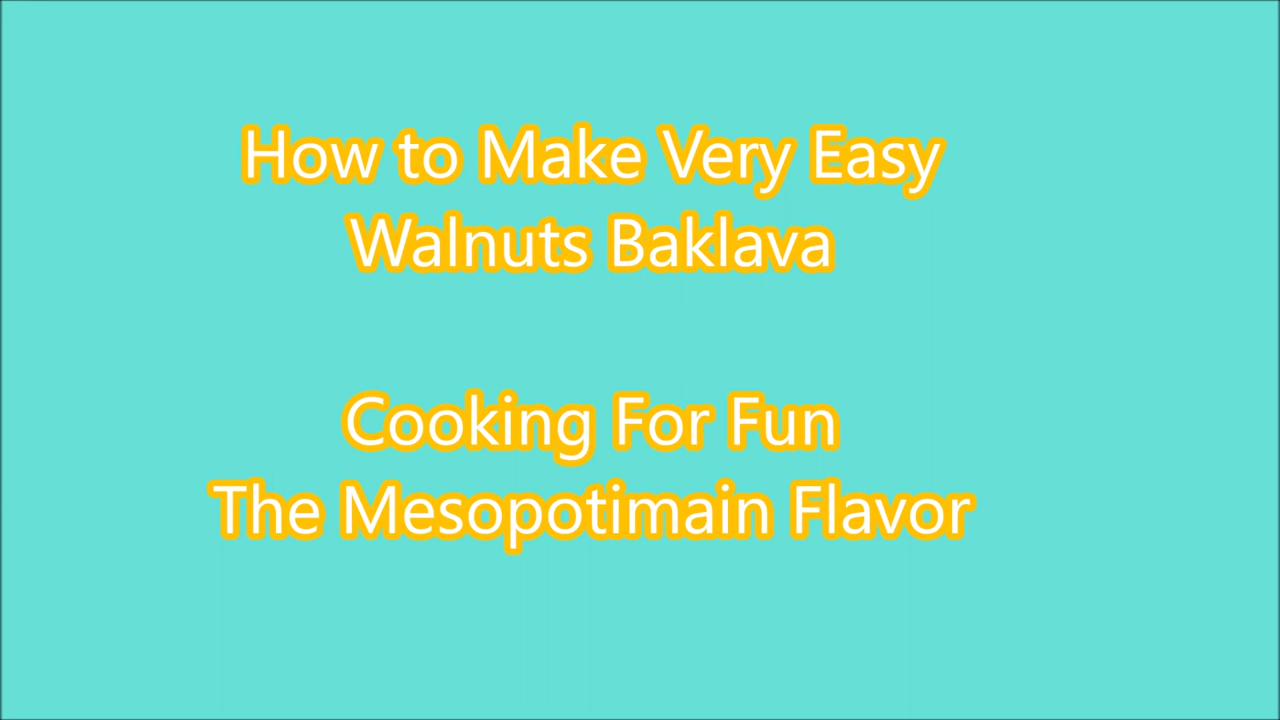 How to Make Very Easy
Walnuts Baklava
Cooking For Fun
The Mesopotimain Flavor